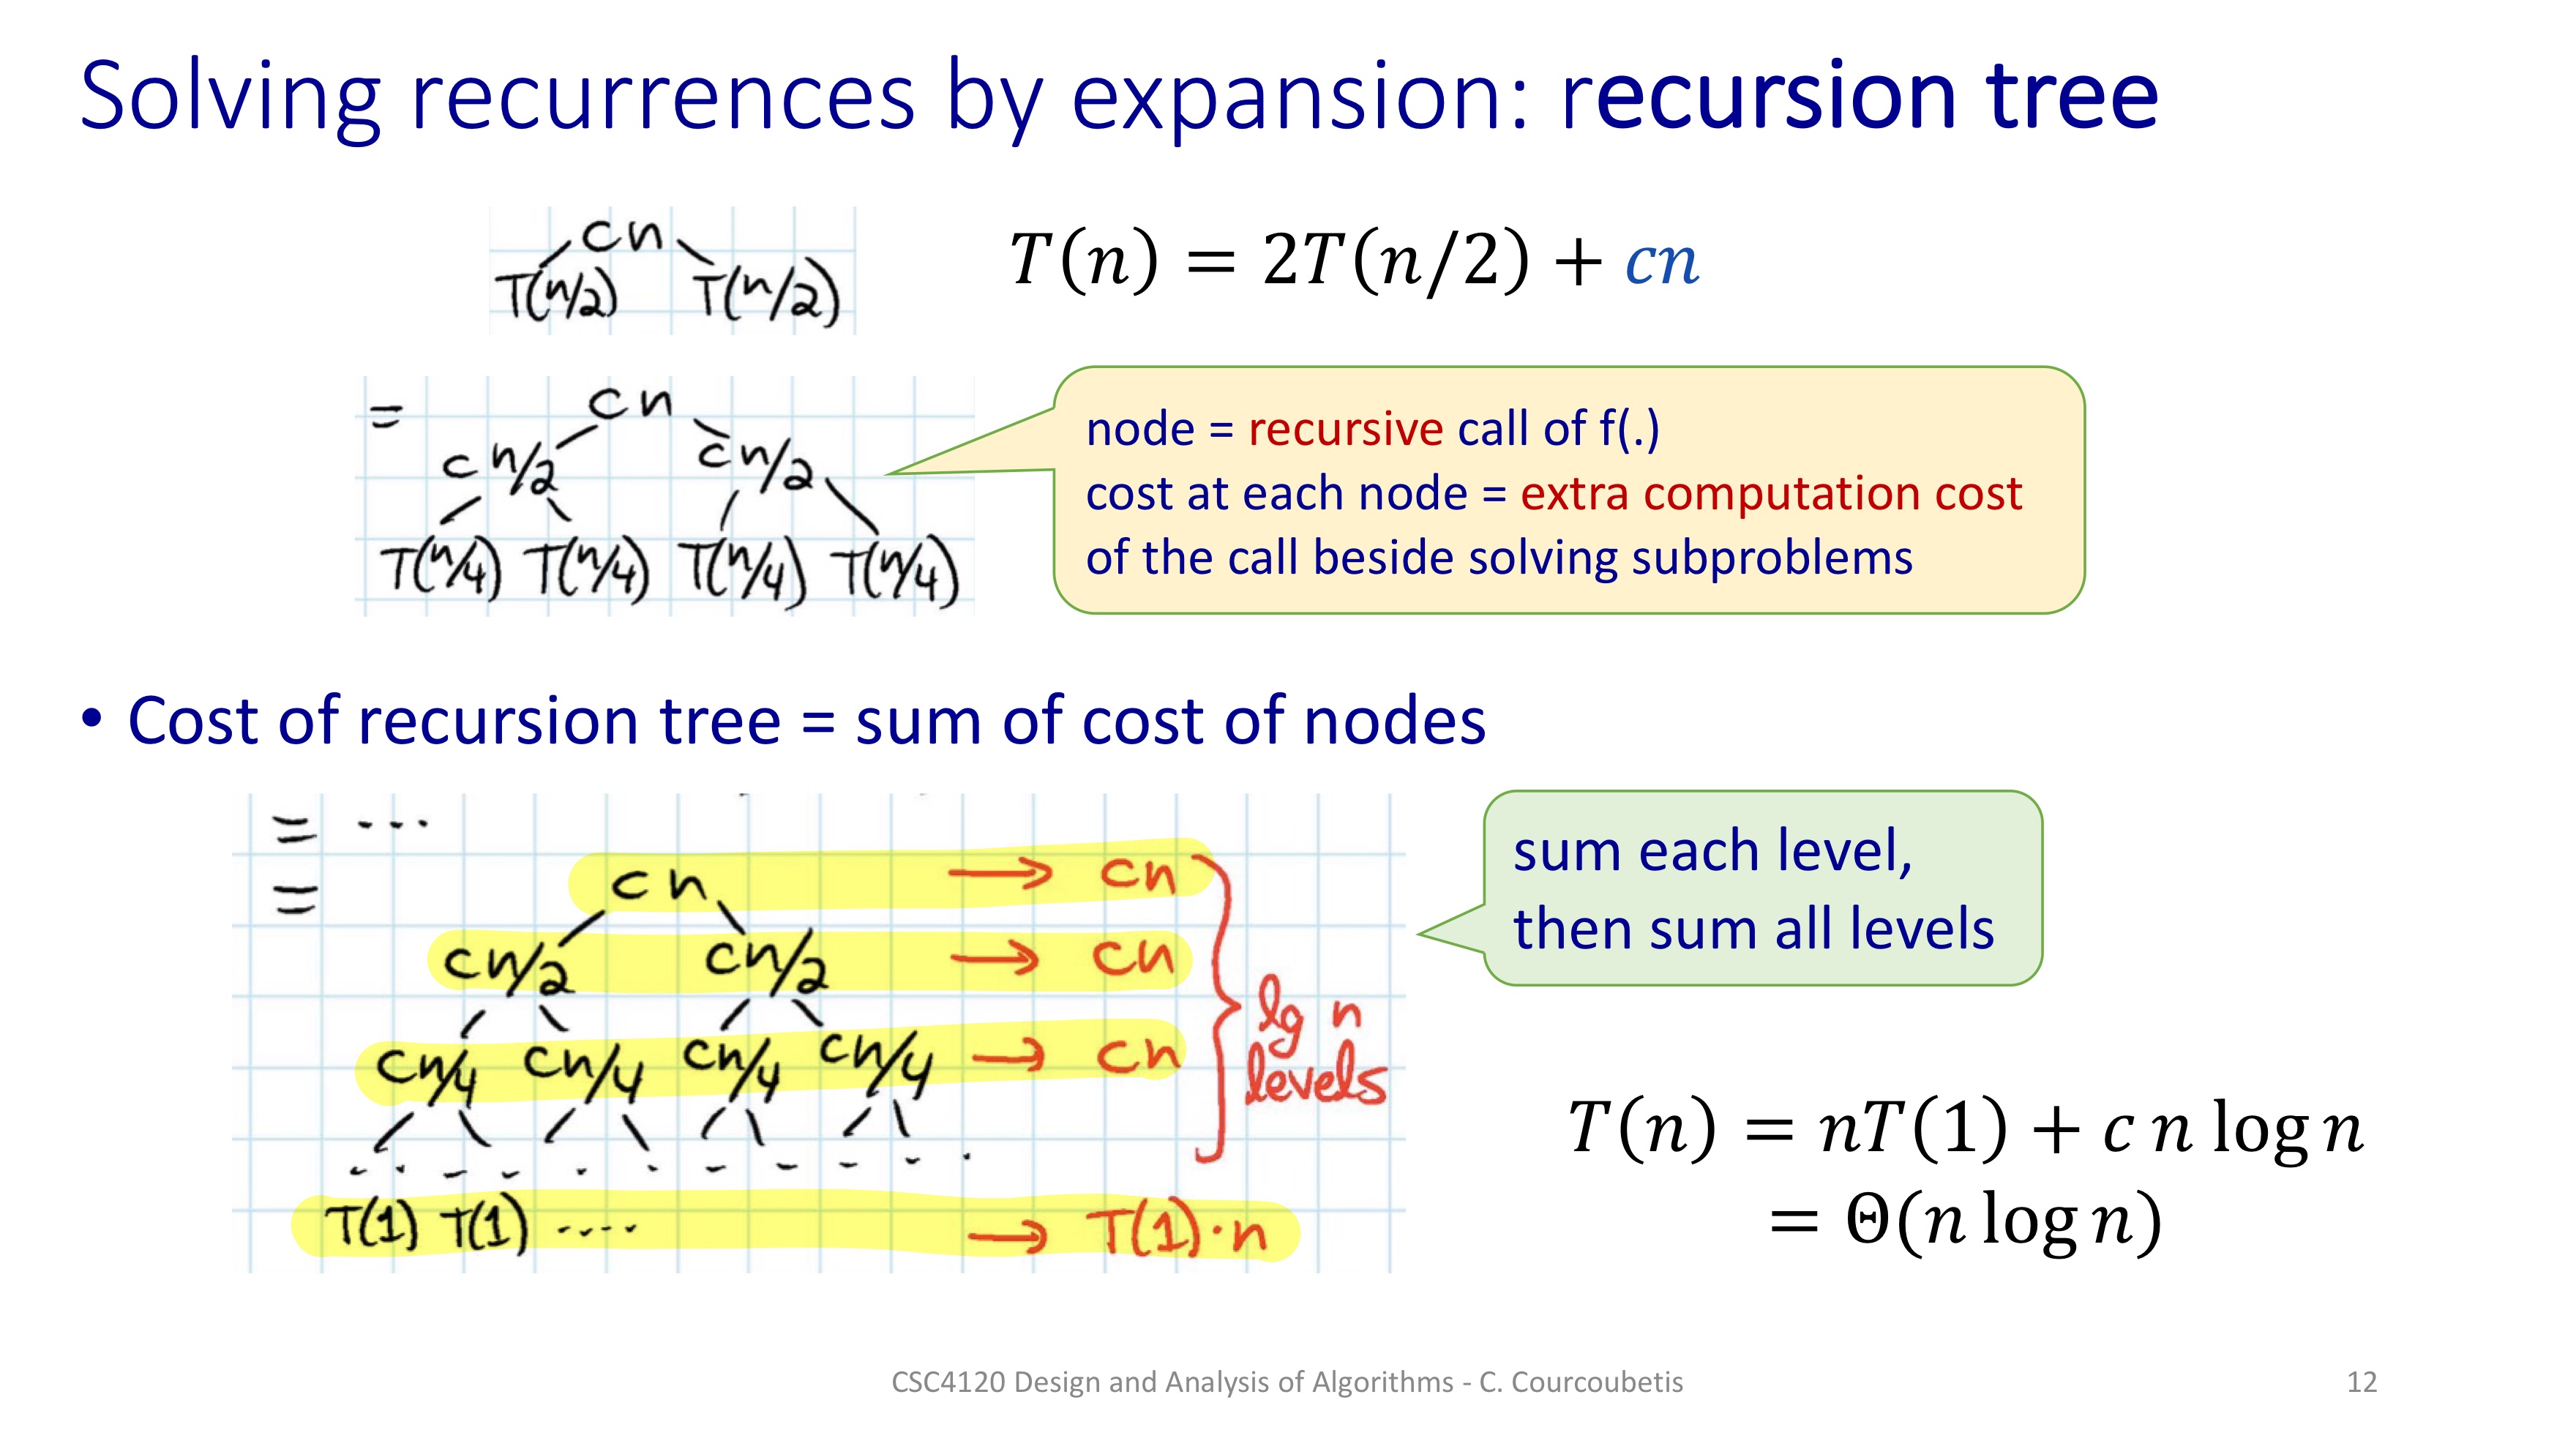 Solving recurrences by expansion: recursion tree
cn
T(n/2) T(n/2)
T(n) = 2T(n/2) + cn
= cn
cn/2 cn/2
T(n/4) T(n/4) T(n/4) T(n/4)
node = recursive call of f(.)
cost at each node = extra computation cost
of the call beside solving subproblems
• Cost of recursion tree = sum of cost of nodes
= ...
= cn → cn
cn/2 cn/2 → cn
cn/4 cn/4 cn/4 cn/4 → cn
lg n
levels
T(1) T(1) .... → T(1)·n
sum each level,
then sum all levels
T(n) = nT(1) + c n log n
= Θ(n log n)
CSC4120 Design and Analysis of Algorithms - C. Courcoubetis
12